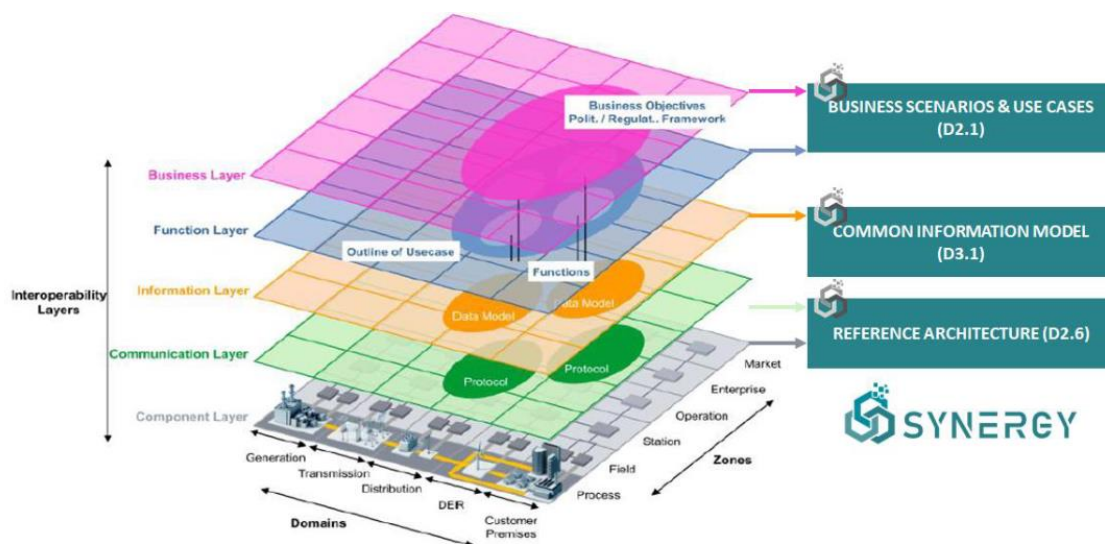 Business Objectives
Polit. / Regulat.. Framework
Business Layer
Function Layer
Outline of Usecase
Functions
Interoperability
Layers
Information Layer
Data Model
Data Model
Communication Layer
Protocol
Protocol
Component Layer
Market
Enterprise
Operation
Station
Field
Process
Zones
Generation
Transmission
Distribution
DER
Customer
Premises
Domains
BUSINESS SCENARIOS & USE CASES
(D2.1)
COMMON INFORMATION MODEL
(D3.1)
REFERENCE ARCHITECTURE (D2.6)
SYNERGY